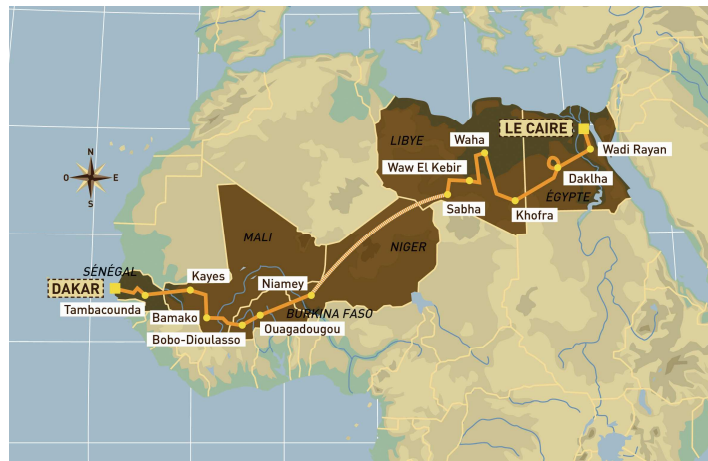 LIBYE
Waha
LE CAIRE
Wadi Rayan
Waw El Kebir
Daklha
ÉGYPTE
Sabha
Khofra
N
O
E
S
MALI
NIGER
SÉNÉGAL
DAKAR
Kayes
Niamey
Tambacounda
Bamako
BURKINA FASO
Ouagadougou
Bobo-Dioulasso